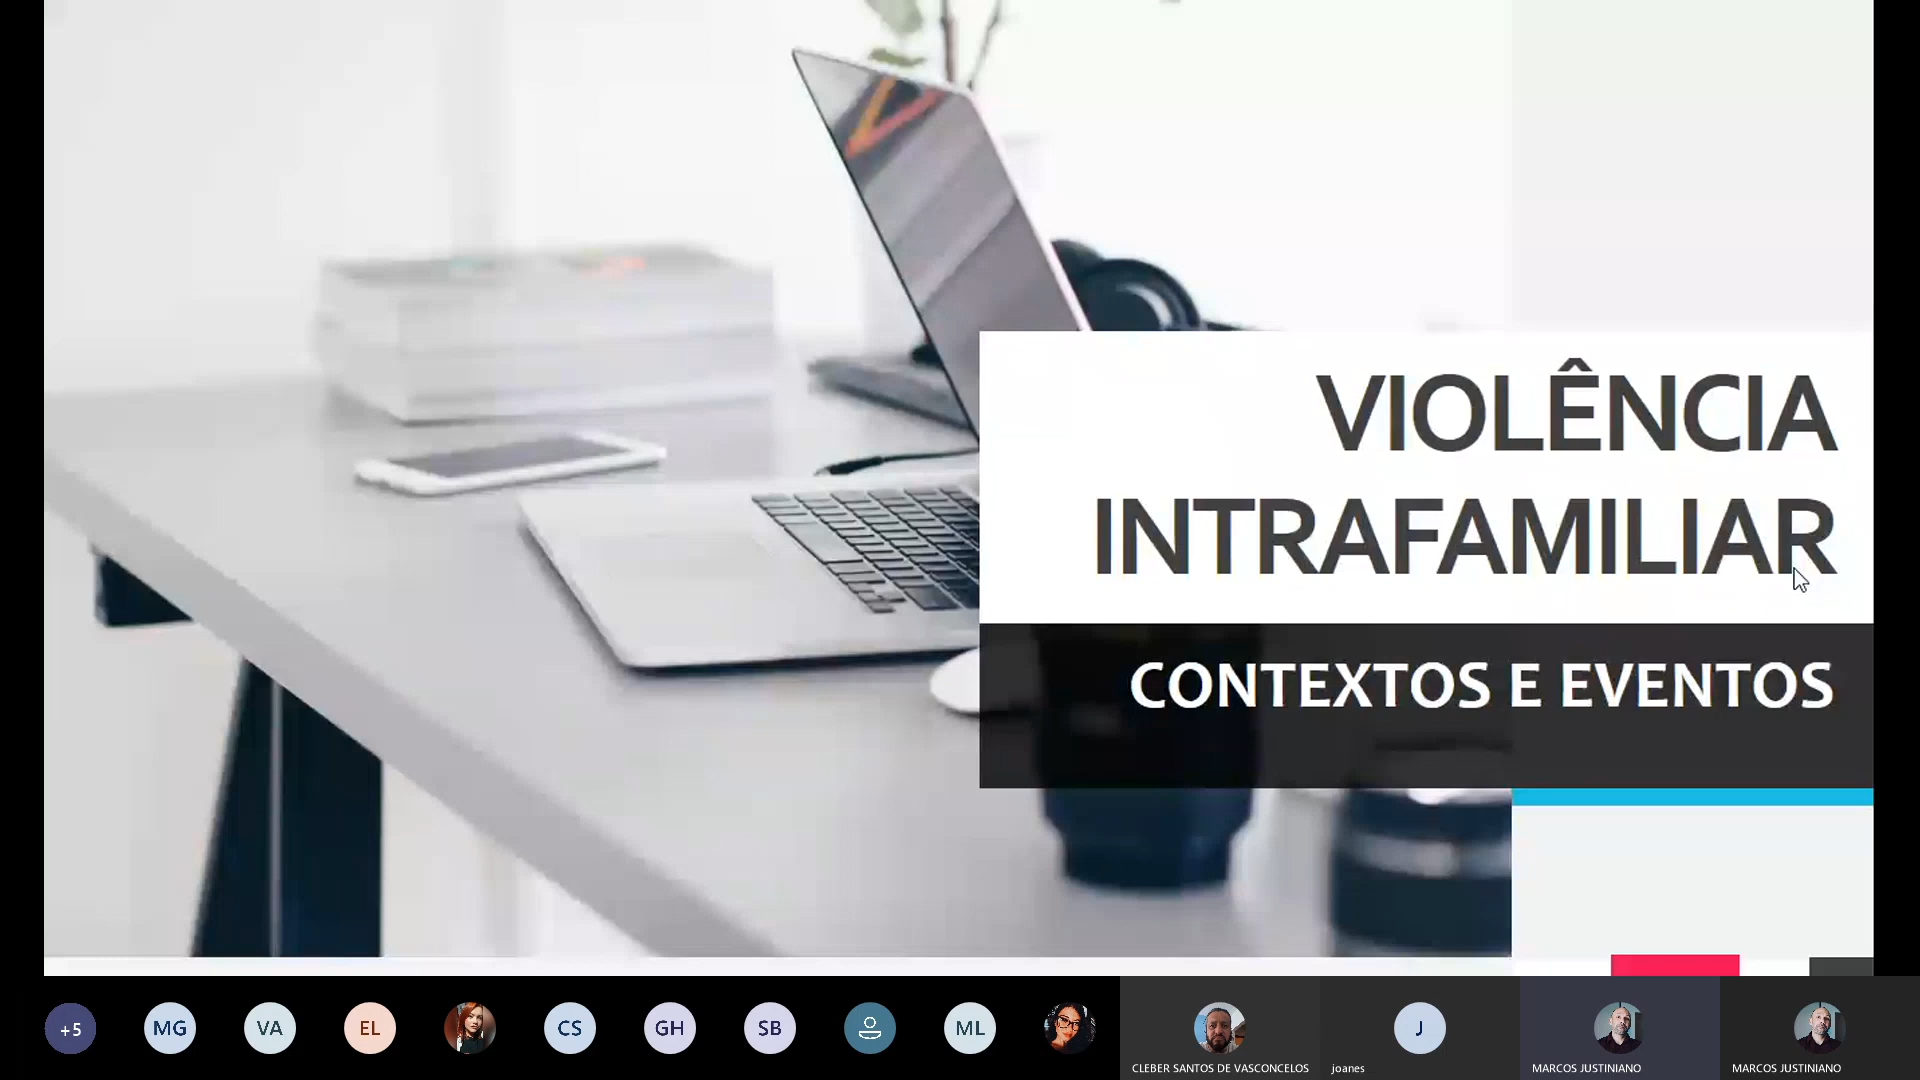 VIOLÊNCIA
INTRAFAMILIAR
CONTEXTOS E EVENTOS
+5
MG
VA
EL
CS
GH
SB
ML
J
CLEBER SANTOS DE VASCONCELOS
joanes
MARCOS JUSTINIANO
MARCOS JUSTINIANO